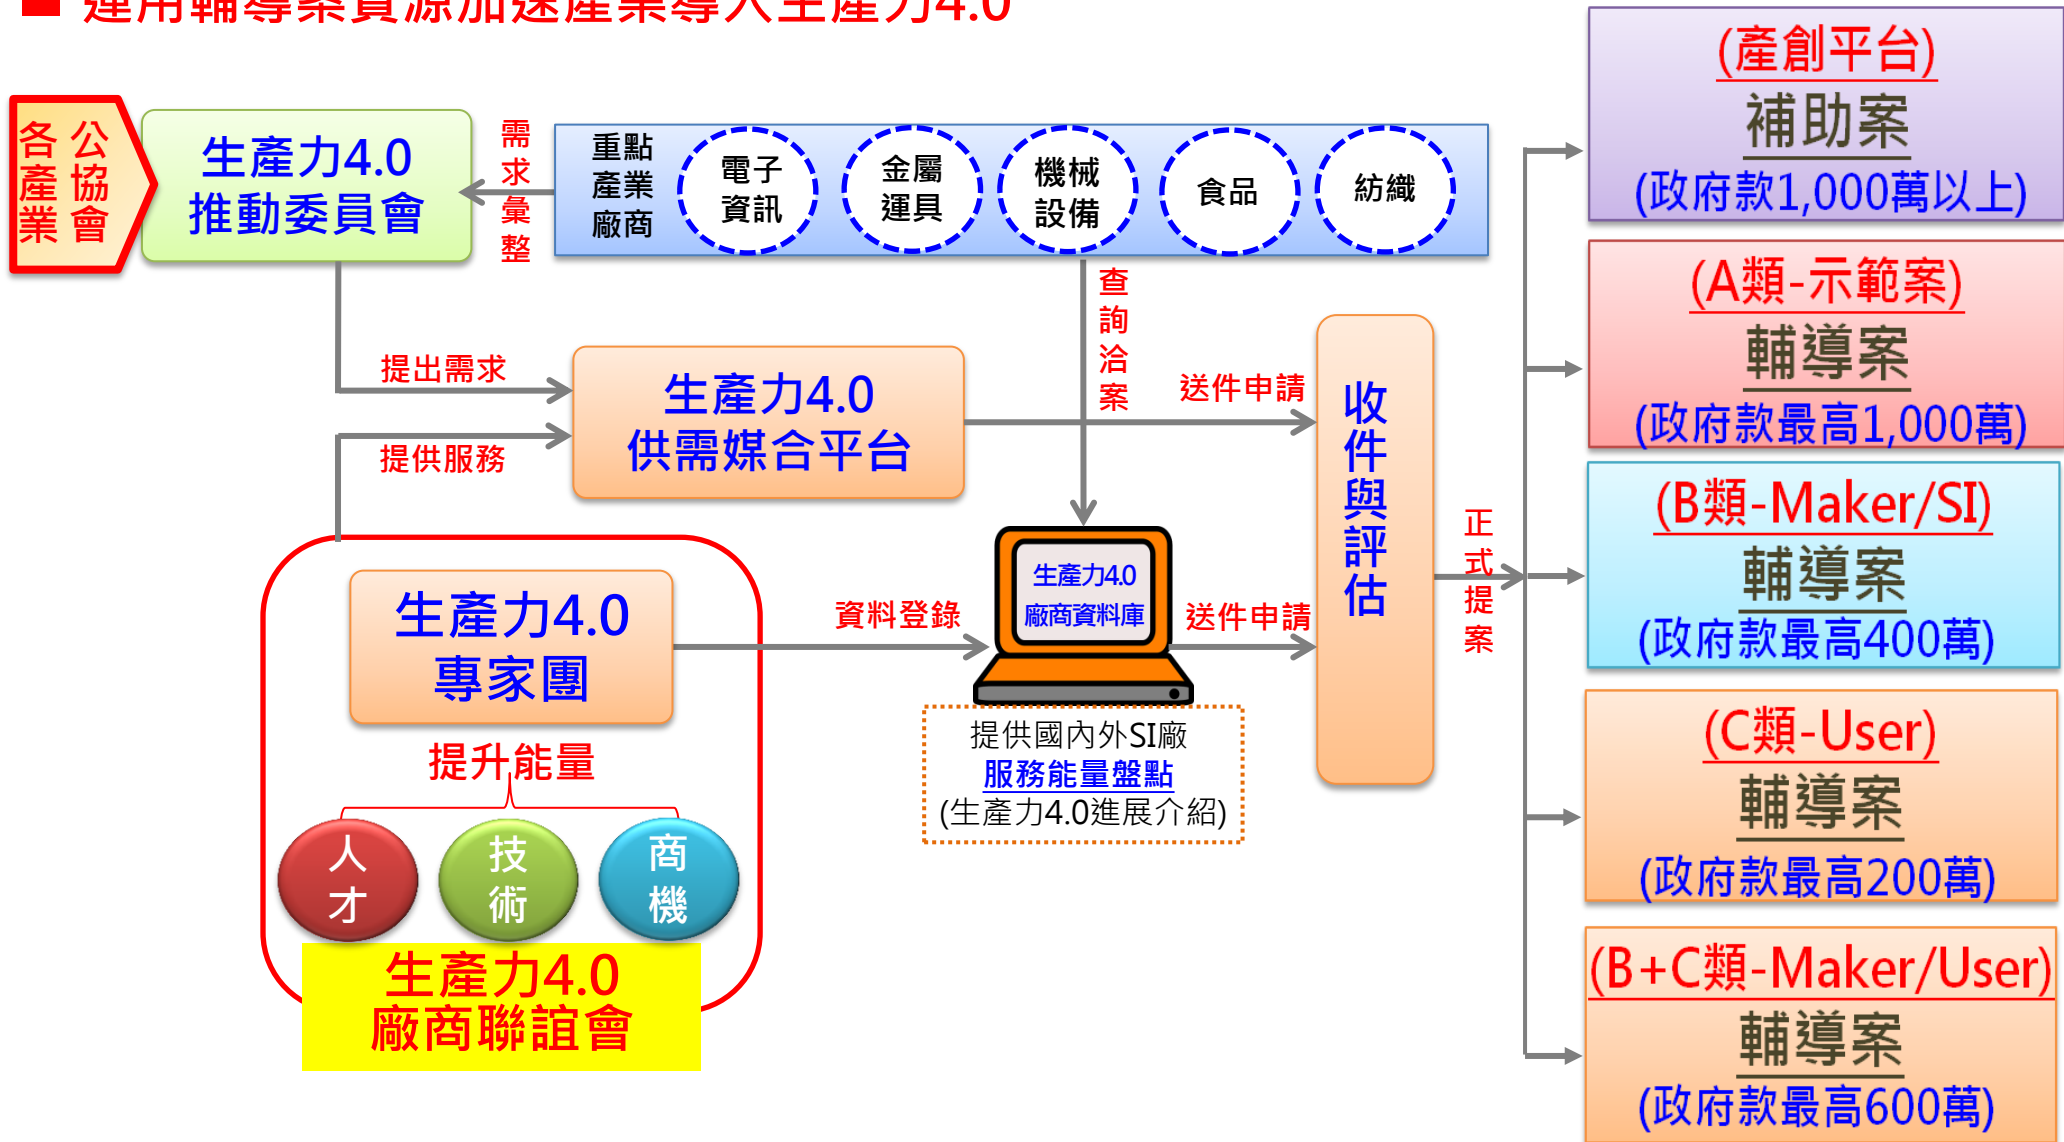 運用輔導案資源加速產業導入生產力4.0
各產業
公協會
生產力4.0
推動委員會
需求彙整
重點
產業
廠商
電子
資訊
金屬
運具
機械
設備
食品
紡織
查詢洽案
提出需求
提供服務
生產力4.0
供需媒合平台
送件申請
收件與評估
正式提案
生產力4.0
專家團
資料登錄
生產力4.0
廠商資料庫
送件申請
提供國內外SI廠
服務能量盤點
(生產力4.0進展介紹)
提升能量
人才
技術
商機
生產力4.0
廠商聯誼會
(產創平台)
補助案
(政府款1,000萬以上)
(A類-示範案)
輔導案
(政府款最高1,000萬)
(B類-Maker/SI)
輔導案
(政府款最高400萬)
(C類-User)
輔導案
(政府款最高200萬)
(B+C類-Maker/User)
輔導案
(政府款最高600萬)